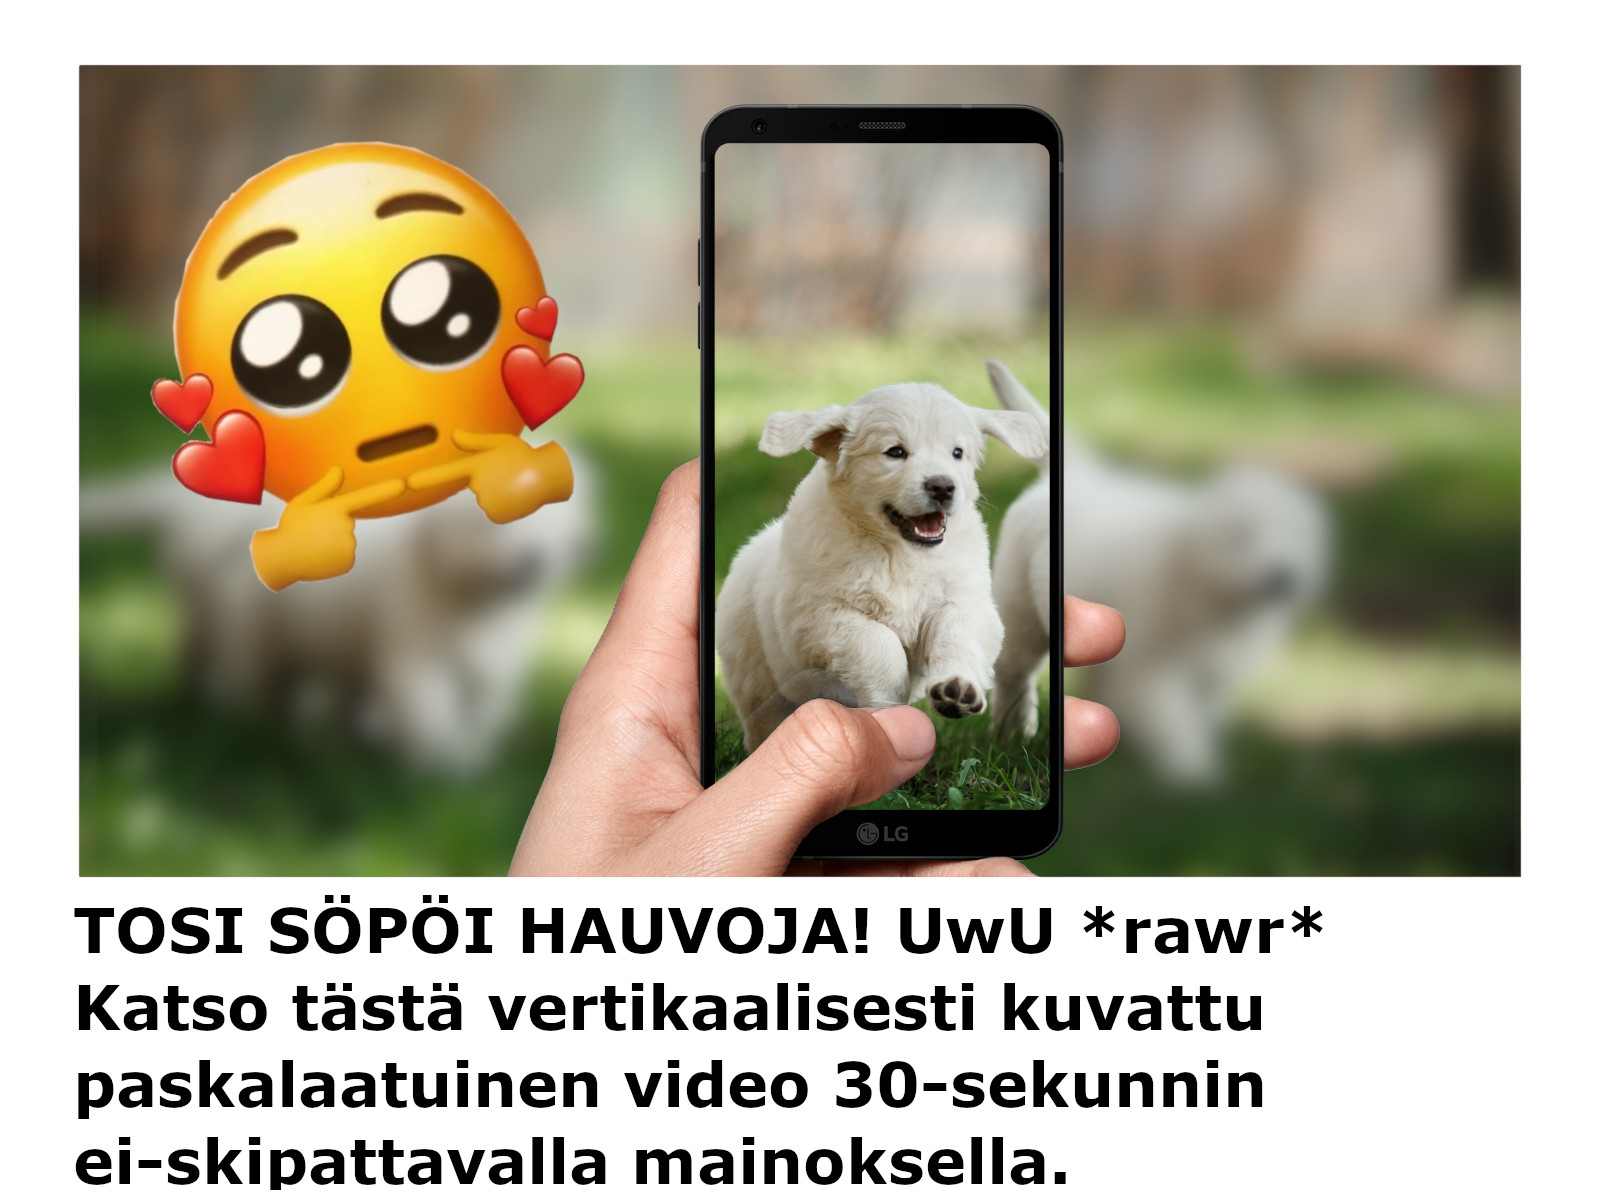 LG
TOSI SÖPÖI HAUVOJA! UwU *rawr*
Katso tästä vertikaalisesti kuvattu
paskalaatuinen video 30-sekunnin
ei-skipattavalla mainoksella.